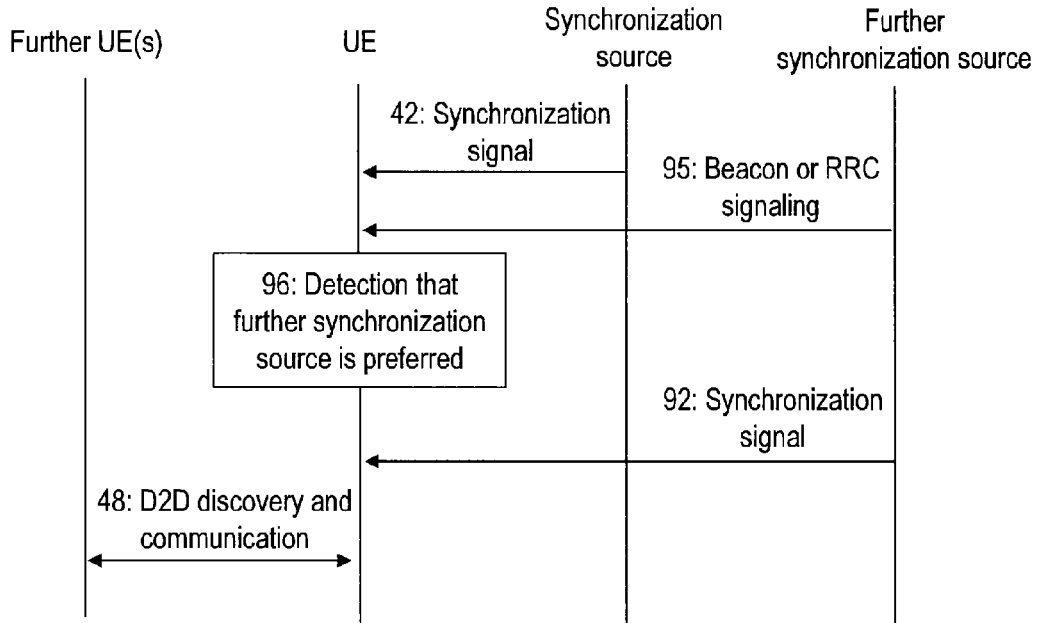 Further UE(s)
UE
Synchronization
source
Further
synchronization source
42: Synchronization
signal
95: Beacon or RRC
signaling
96: Detection that
further synchronization
source is preferred
92: Synchronization
signal
48: D2D discovery and
communication